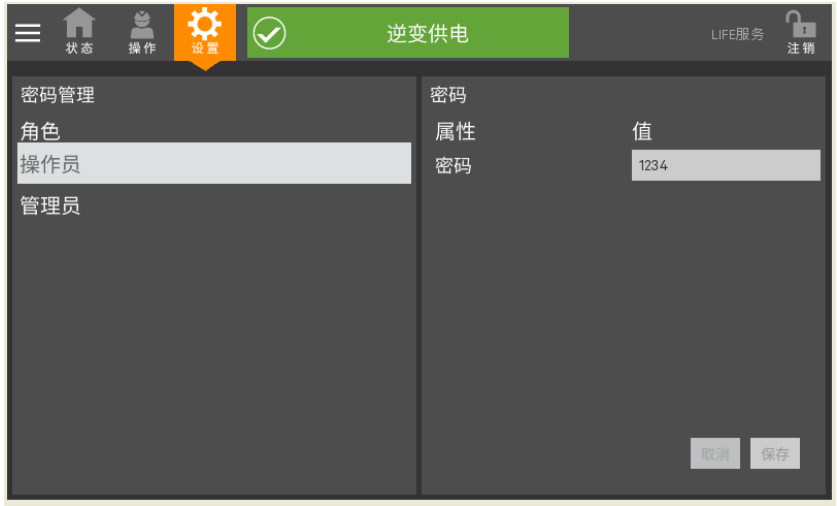 状态
操作
设置
逆变供电
LIFE服务
注销
密码管理
角色
操作员
管理员
密码
属性 值
密码 1234
取消 保存